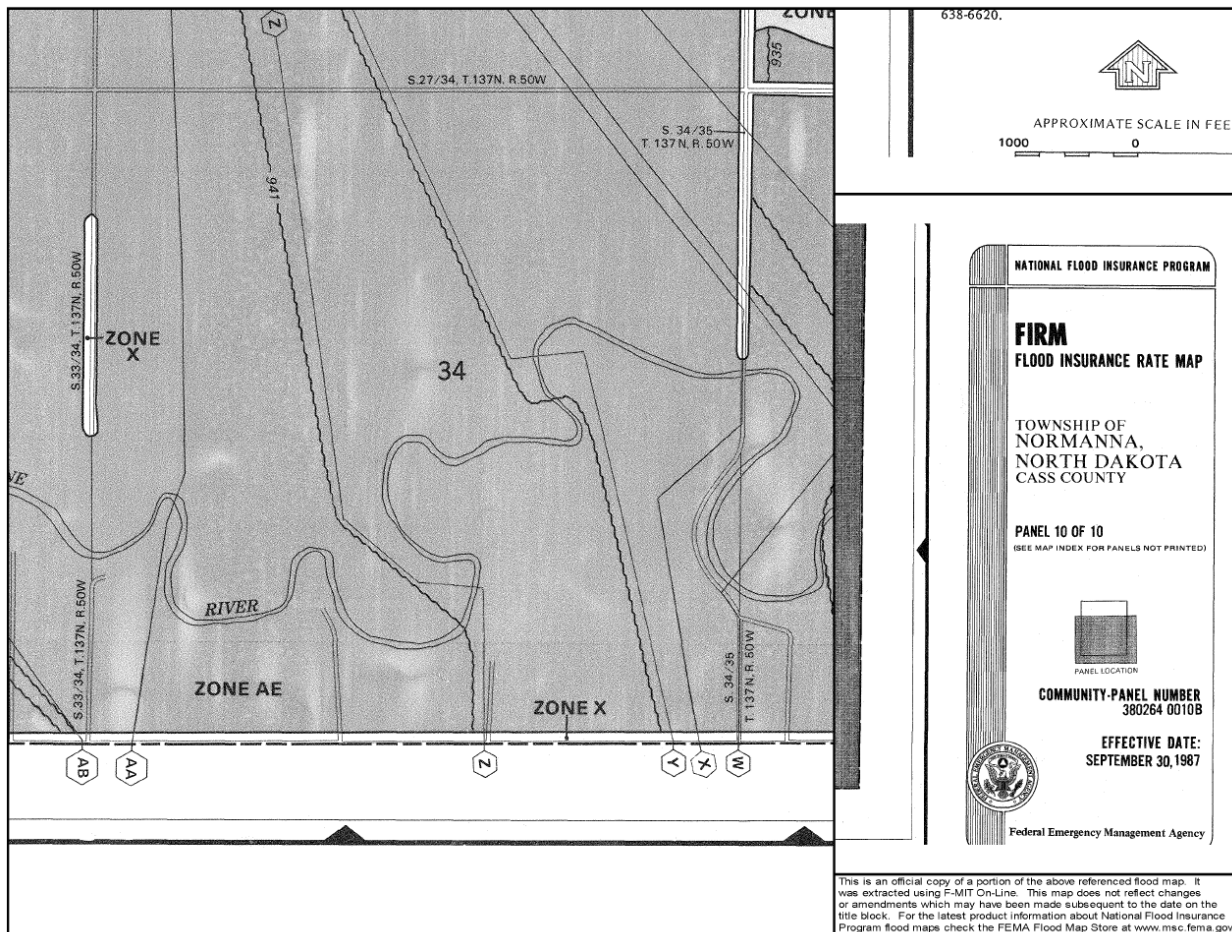 Z
ZONE
935
S.27/34, T.137N, R.50W
S. 34/35
T. 137 N, R. 50W
941
S.33/34, T.137N, R.50W
ZONE
X
34
NE
RIVER
S.33/34, T.137N, R.50W
ZONE AE
ZONE X
S. 34/35
T. 137N, R. 50W
AB
AA
Z
Y
X
W
638-6620.
N
APPROXIMATE SCALE IN FEE
1000
0
NATIONAL FLOOD INSURANCE PROGRAM
FIRM
FLOOD INSURANCE RATE MAP
TOWNSHIP OF
NORMANNA,
NORTH DAKOTA
CASS COUNTY
PANEL 10 OF 10
(SEE MAP INDEX FOR PANELS NOT PRINTED)
PANEL LOCATION
COMMUNITY-PANEL NUMBER
380264 0010B
EFFECTIVE DATE:
SEPTEMBER 30, 1987
Federal Emergency Management Agency
This is an official copy of a portion of the above referenced flood map. It
was extracted using F-MIT On-Line. This map does not reflect changes
or amendments which may have been made subsequent to the date on the
title block. For the latest product information about National Flood Insurance
Program flood maps check the FEMA Flood Map Store at www.msc.fema.gov